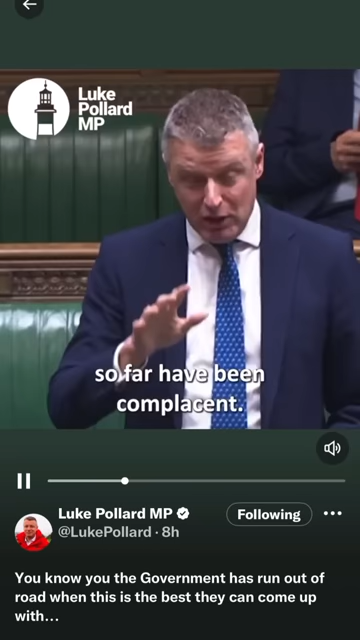 Luke
Pollard
MP
so far have been
complacent.
Luke Pollard MP
Following
@LukePollard · 8h
You know you the Government has run out of
road when this is the best they can come up
with...